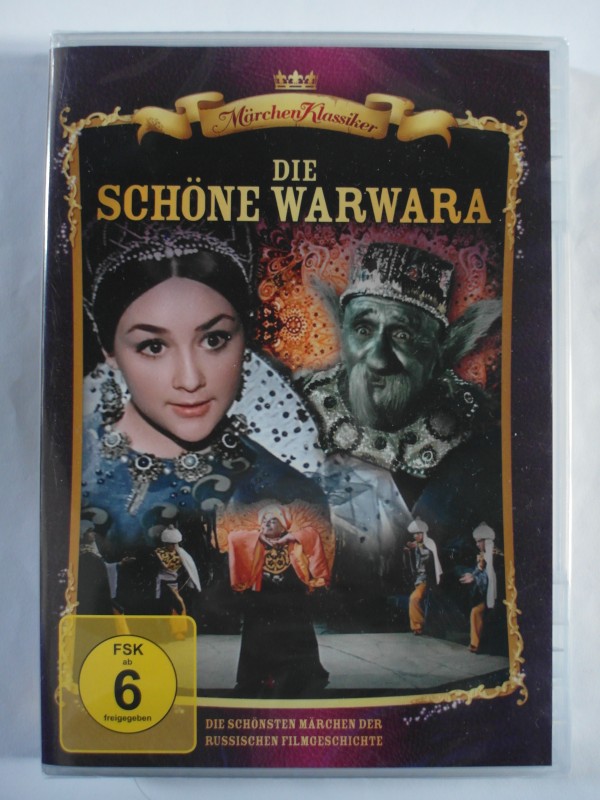 MärchenKlassiker
DIE
SCHÖNE WARWARA
FSK
ab
6
freigegeben
DIE SCHÖNSTEN MÄRCHEN DER
RUSSISCHEN FILMGESCHICHTE